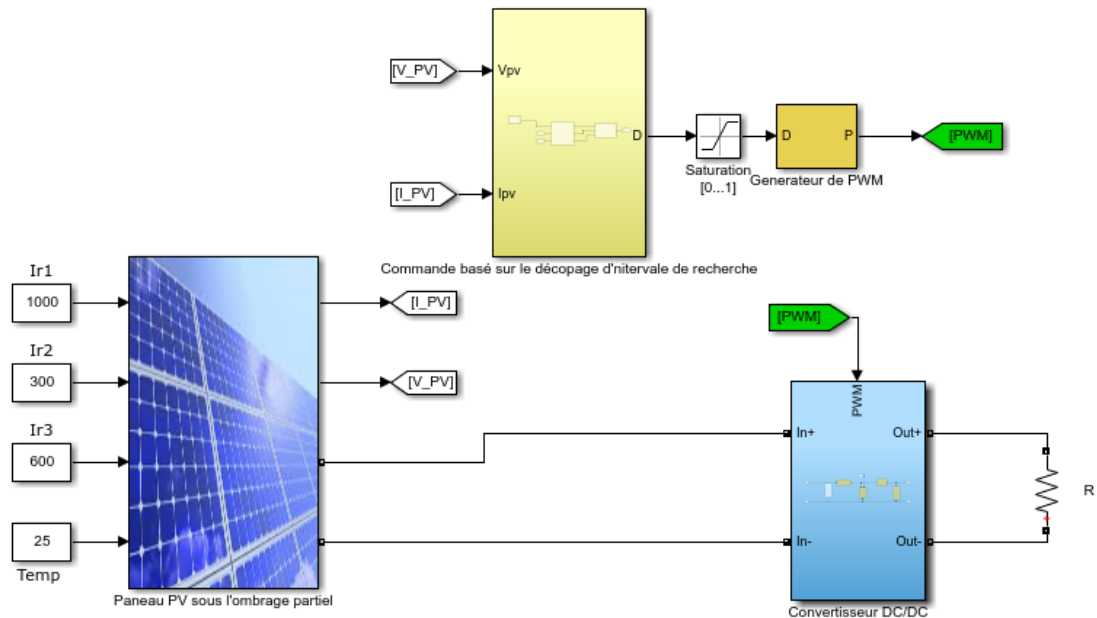 [V_PV]
Vpv
D
[I_PV]
Ipv
Saturation
[0...1]
D
P
Generateur de PWM
[PWM]
Commande basé sur le décopage d'nitervale de recherche
Ir1
1000
[I_PV]
Ir2
300
[V_PV]
Ir3
600
25
Temp
Paneau PV sous l'ombrage partiel
[PWM]
PWM
In+
Out+
In-
Out-
R
Convertisseur DC/DC